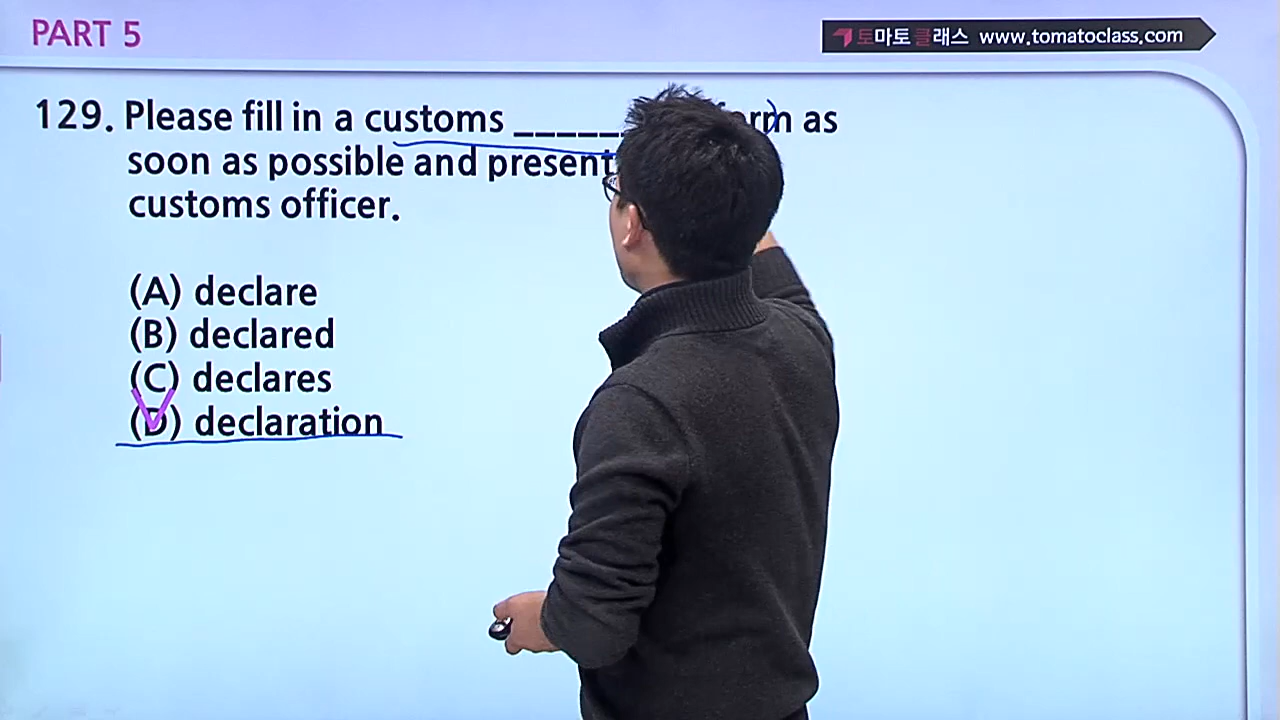 PART 5
토마토클래스 www.tomatoclass.com
129. Please fill in a customs ______ form as
soon as possible and present
customs officer.
(A) declare
(B) declared
(C) declares
(D) declaration